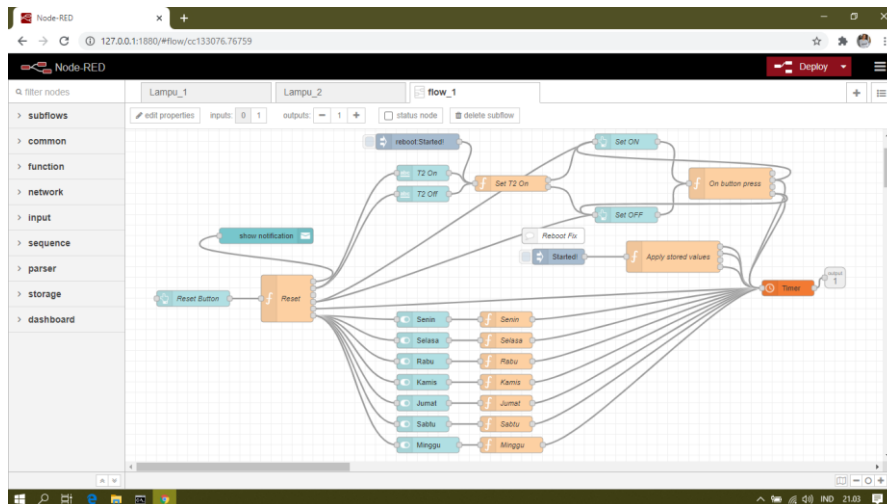 Node-RED
127.0.0.1:1880/#flow/cc133076.76759
Node-RED
Deploy
filter nodes
Lampu_1
Lampu_2
flow_1
edit properties
inputs: 0 1
outputs: 1
status node
delete subflow
subflows
common
function
network
input
sequence
parser
storage
dashboard
reboot:Started!
Set ON
T2 On
T2 Off
Set T2 On
On button press
Set OFF
show notification
Reboot Fix
Started!
Apply stored values
Timer
output
1
Reset Button
Reset
Senin
Senin
Selasa
Selasa
Rabu
Rabu
Kamis
Kamis
Jumat
Jumat
Sabtu
Sabtu
Minggu
Minggu
IND
21.03